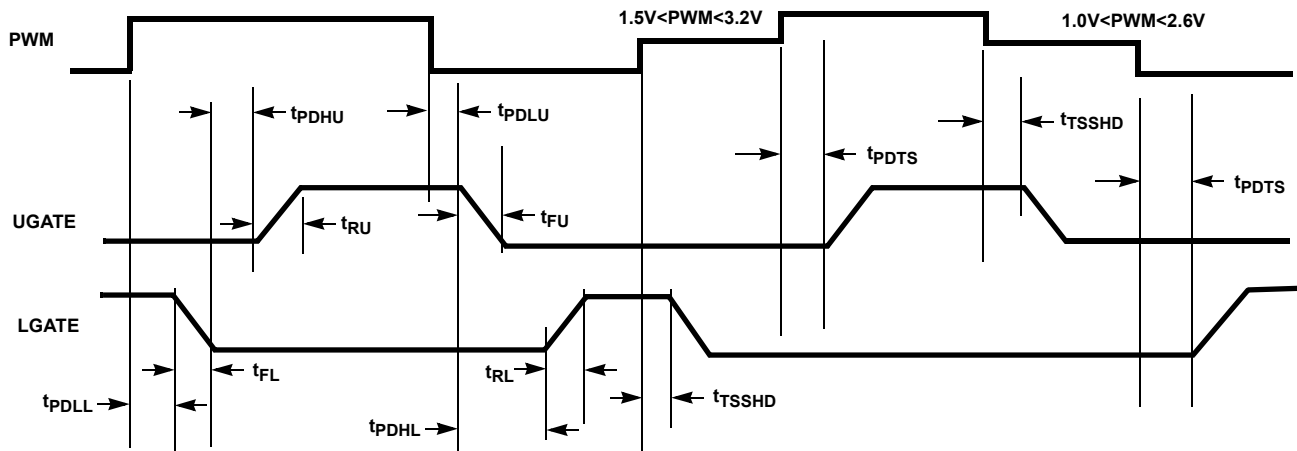 1.5V<PWM<3.2V
1.0V<PWM<2.6V
PWM
tPDHU
tPDLU
tTSSHD
tPDTS
tPDTS
UGATE
tRU
tFU
LGATE
tFL
tRL
tPDLL
tTSSHD
tPDHL